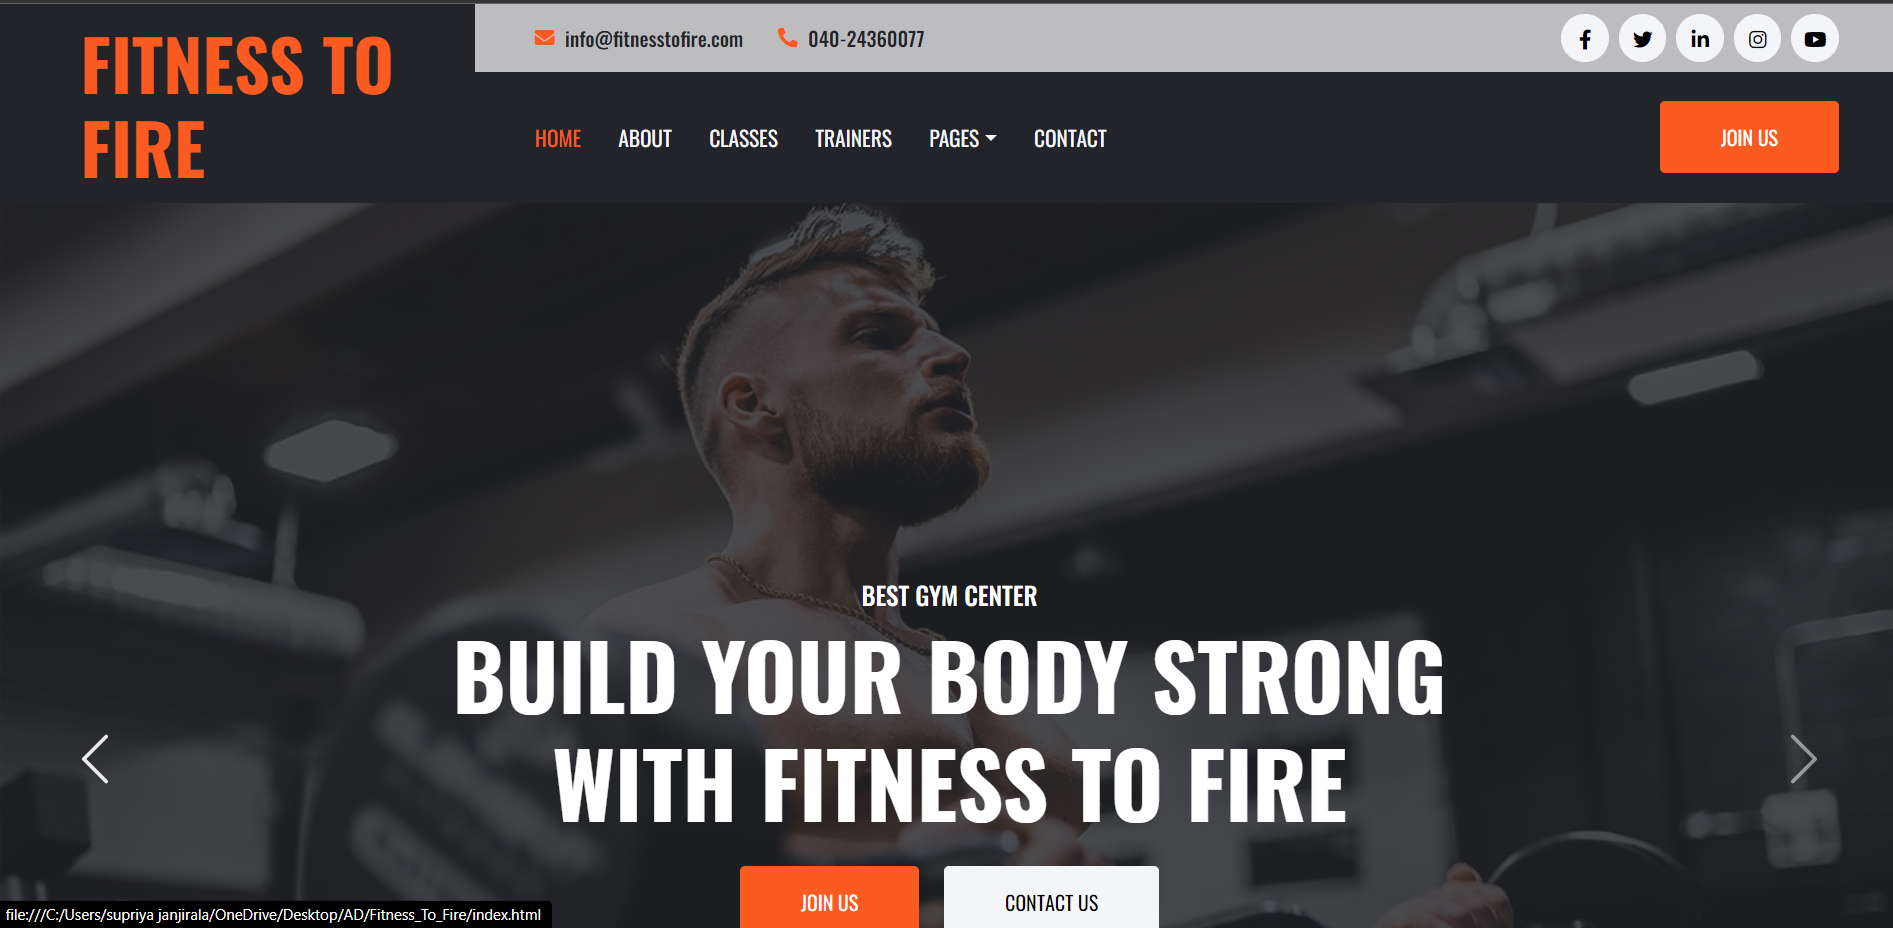 FITNESS TO
FIRE
info@fitnesstofire.com 040-24360077
HOME ABOUT CLASSES TRAINERS PAGES CONTACT
JOIN US
BEST GYM CENTER
BUILD YOUR BODY STRONG
WITH FITNESS TO FIRE
JOIN US CONTACT US
file:///C:/Users/supriya janjirala/OneDrive/Desktop/AD/Fitness_To_Fire/index.html